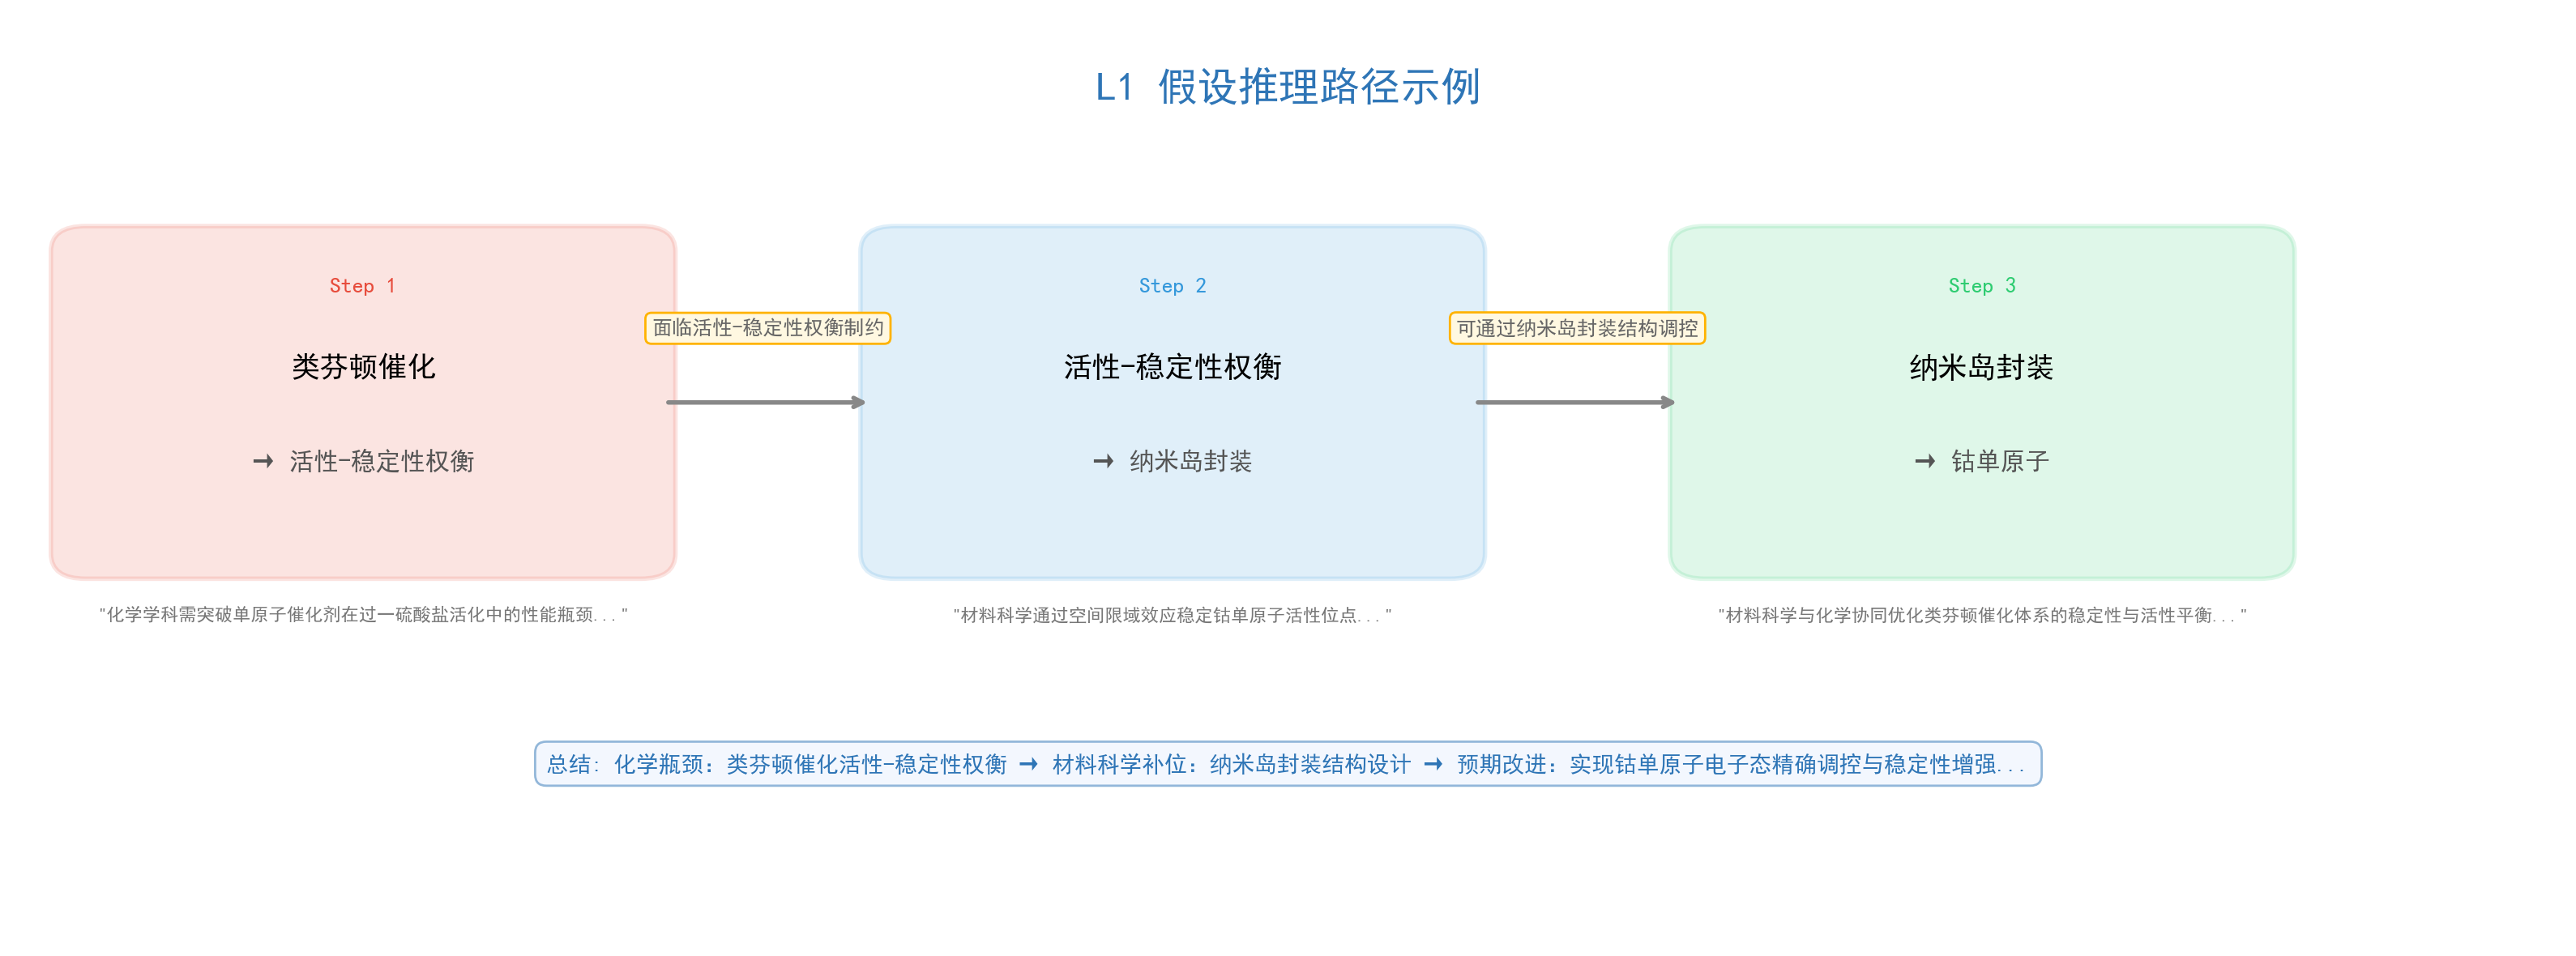 L1 假设推理路径示例
Step 1
类芬顿催化
→ 活性-稳定性权衡
"化学学科需突破单原子催化剂在过一硫酸盐活化中的性能瓶颈..."
面临活性-稳定性权衡制约
Step 2
活性-稳定性权衡
→ 纳米岛封装
"材料科学通过空间限域效应稳定钴单原子活性位点..."
可通过纳米岛封装结构调控
Step 3
纳米岛封装
→ 钴单原子
"材料科学与化学协同优化类芬顿催化体系的稳定性与活性平衡..."
总结: 化学瓶颈: 类芬顿催化活性-稳定性权衡 → 材料科学补位: 纳米岛封装结构设计 → 预期改进: 实现钴单原子电子态精确调控与稳定性增强...